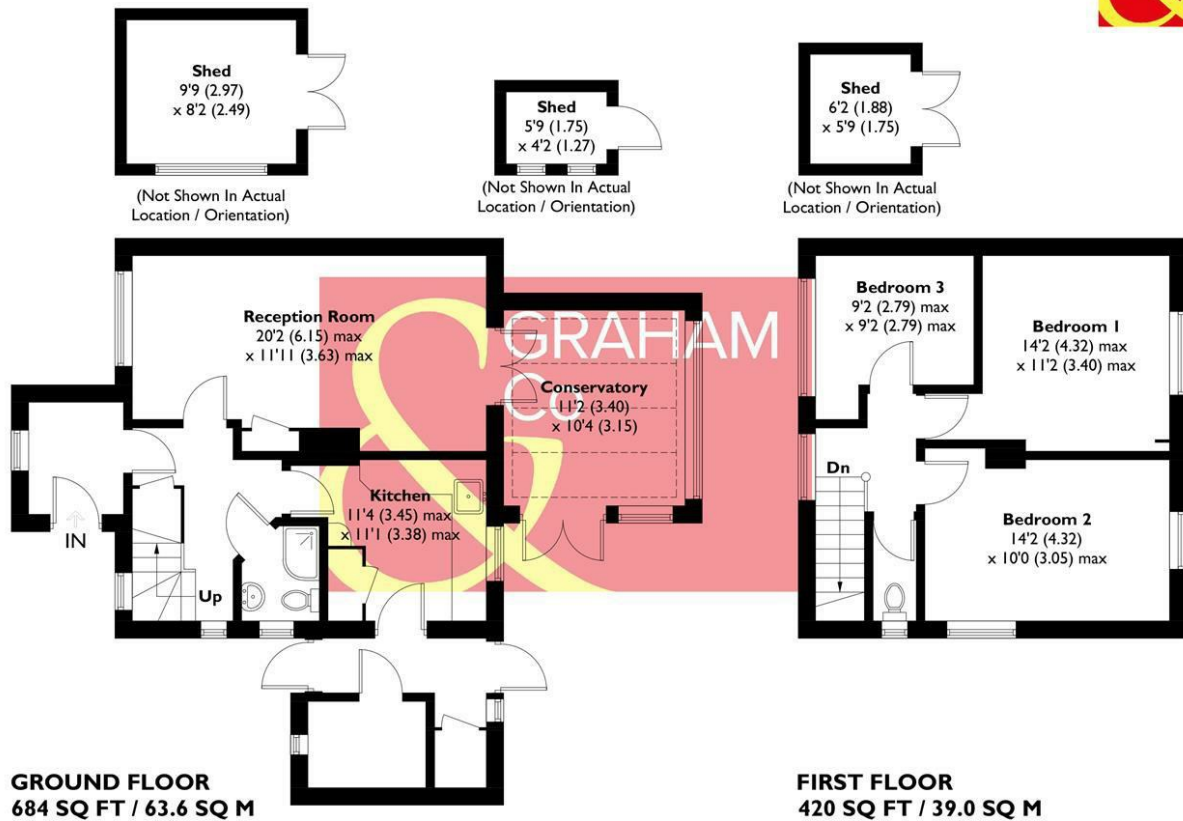 Shed
9'9 (2.97)
x 8'2 (2.49)
(Not Shown In Actual
Location / Orientation)
Shed
5'9 (1.75)
x 4'2 (1.27)
(Not Shown In Actual
Location / Orientation)
Shed
6'2 (1.88)
x 5'9 (1.75)
(Not Shown In Actual
Location / Orientation)
Reception Room
20'2 (6.15) max
x 11'11 (3.63) max
& GRAHAM
Co
Conservatory
11'2 (3.40)
x 10'4 (3.15)
Kitchen
11'4 (3.45) max
x 11'1 (3.38) max
IN
Up
Bedroom 3
9'2 (2.79) max
x 9'2 (2.79) max
Bedroom 1
14'2 (4.32) max
x 11'2 (3.40) max
Dn
Bedroom 2
14'2 (4.32)
x 10'0 (3.05) max
GROUND FLOOR
684 SQ FT / 63.6 SQ M
FIRST FLOOR
420 SQ FT / 39.0 SQ M